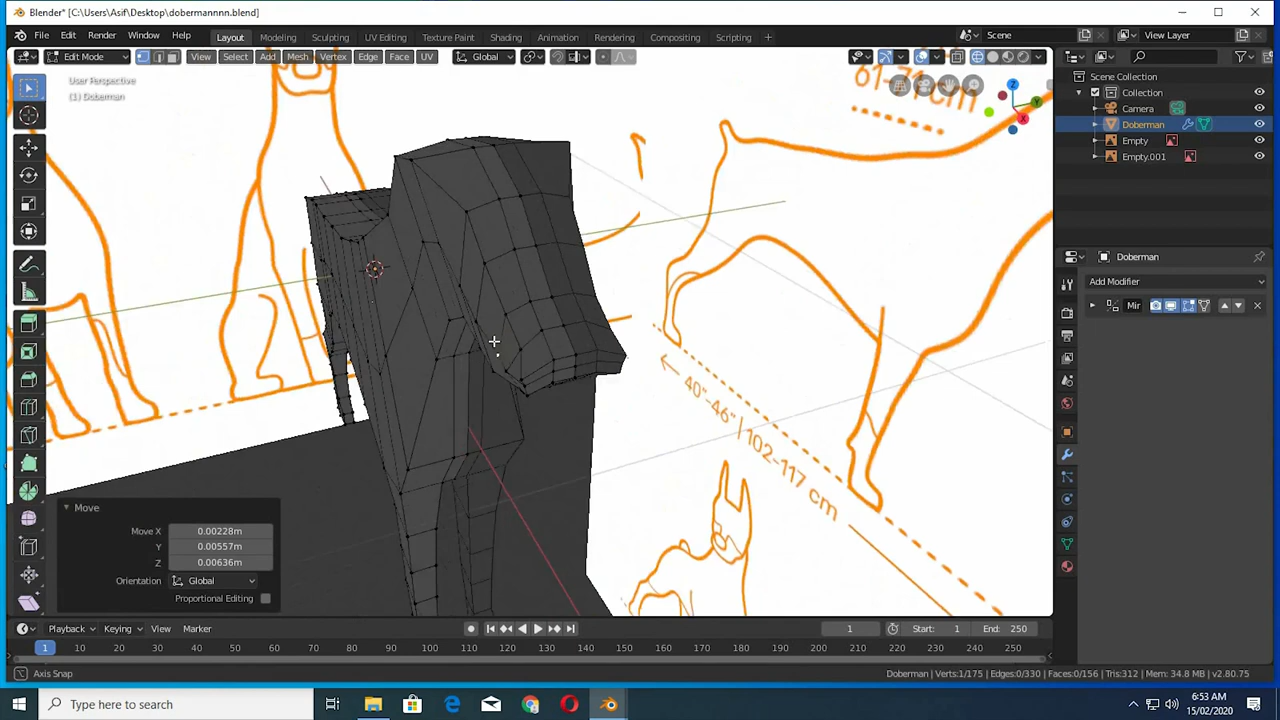 Blender* [C:\Users\Asif\Desktop\dobermannnn.blend]
File Edit Render Window Help
Layout Modeling Sculpting UV Editing Texture Paint Shading Animation Rendering Compositing Scripting +
Scene
View Layer
Edit Mode
View Select Add Mesh Vertex Edge Face UV
Global
User Perspective
(1) Doberman
Scene Collection
Collection
Camera
Doberman
Empty
Empty.001
Doberman
Add Modifier
Mir
Z
Y
X
61-71 cm
40"-46" | 102-117 cm
Move
Move X 0.00228m
Y 0.00557m
Z 0.00636m
Orientation Global
Proportional Editing
Playback Keying View Marker
1
Start: 1
End: 250
1 10 20 30 40 50 60 70 80 90 100 110 120 130 140 150 160 170 180 190 200 210 220 230 240 250
Axis Snap
Doberman | Verts:1/175 | Edges:0/330 | Faces:0/156 | Tris:312 | Mem: 34.8 MB | v2.80.75
Type here to search
6:53 AM
15/02/2020